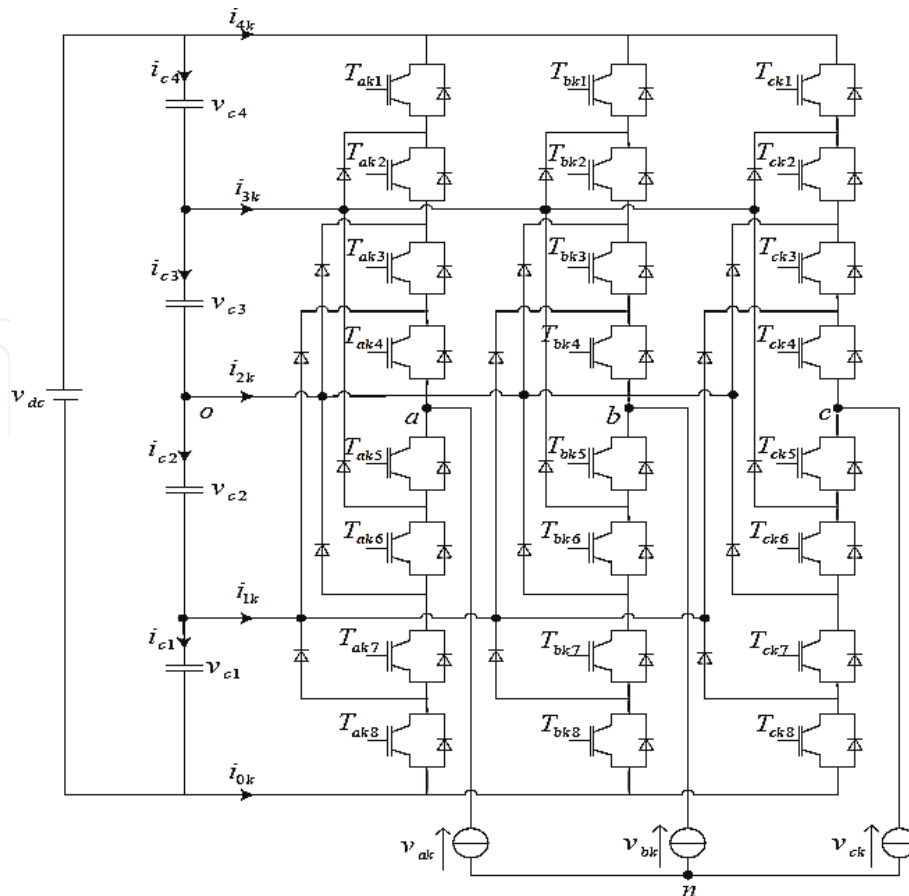 i4k
ic4
vc4
Tak1
Tbk1
Tck1
Tak2
Tbk2
Tck2
i3k
ic3
vc3
Tak3
Tbk3
Tck3
Tak4
Tbk4
Tck4
i2k
vdc
o
a
b
c
ic2
vc2
Tak5
Tbk5
Tck5
Tak6
Tbk6
Tck6
i1k
ic1
vc1
Tak7
Tbk7
Tck7
Tak8
Tbk8
Tck8
i0k
vak
vbk
vck
n